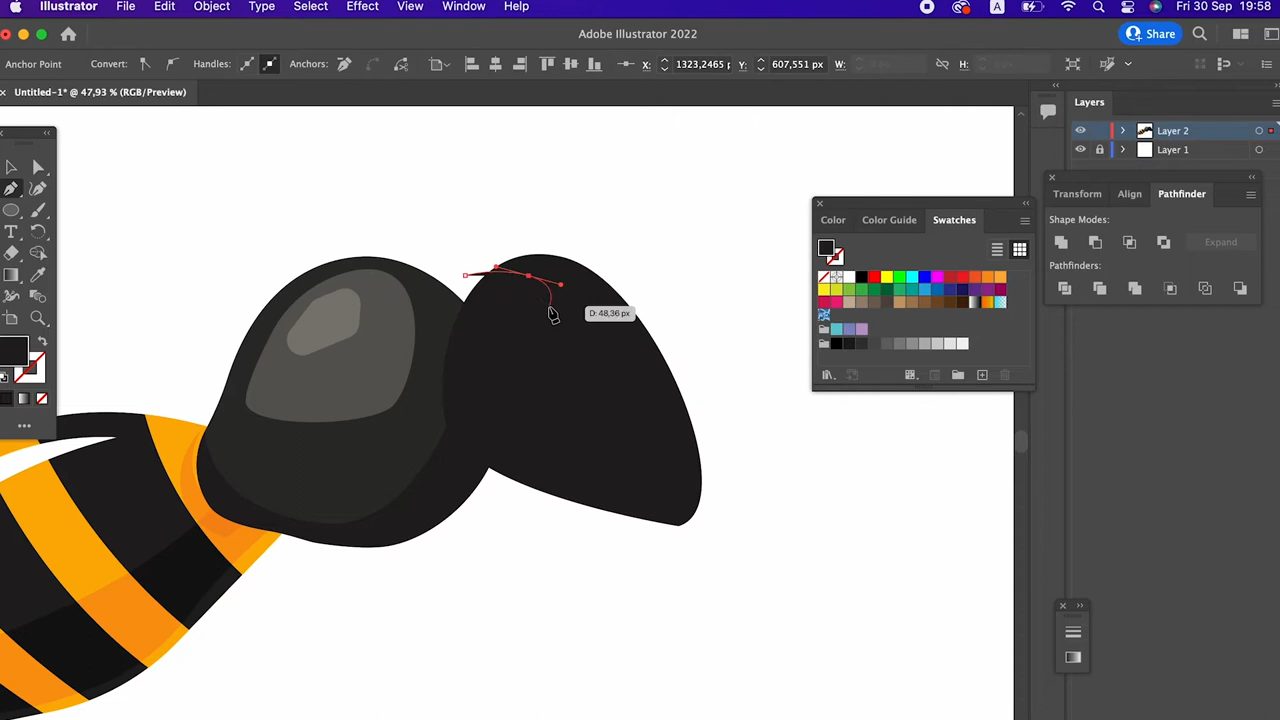 Illustrator File Edit Object Type Select Effect View Window Help A Fri 30 Sep 19:58
Adobe Illustrator 2022 Share
Anchor Point Convert: Handles: Anchors: X: 1323,2465 p Y: 607,551 px W: H:
Untitled-1* @ 47,93 % (RGB/Preview)
Layers
Layer 2
Layer 1
Transform Align Pathfinder
Shape Modes:
Expand
Pathfinders:
Color Color Guide Swatches
D: 48,36 px